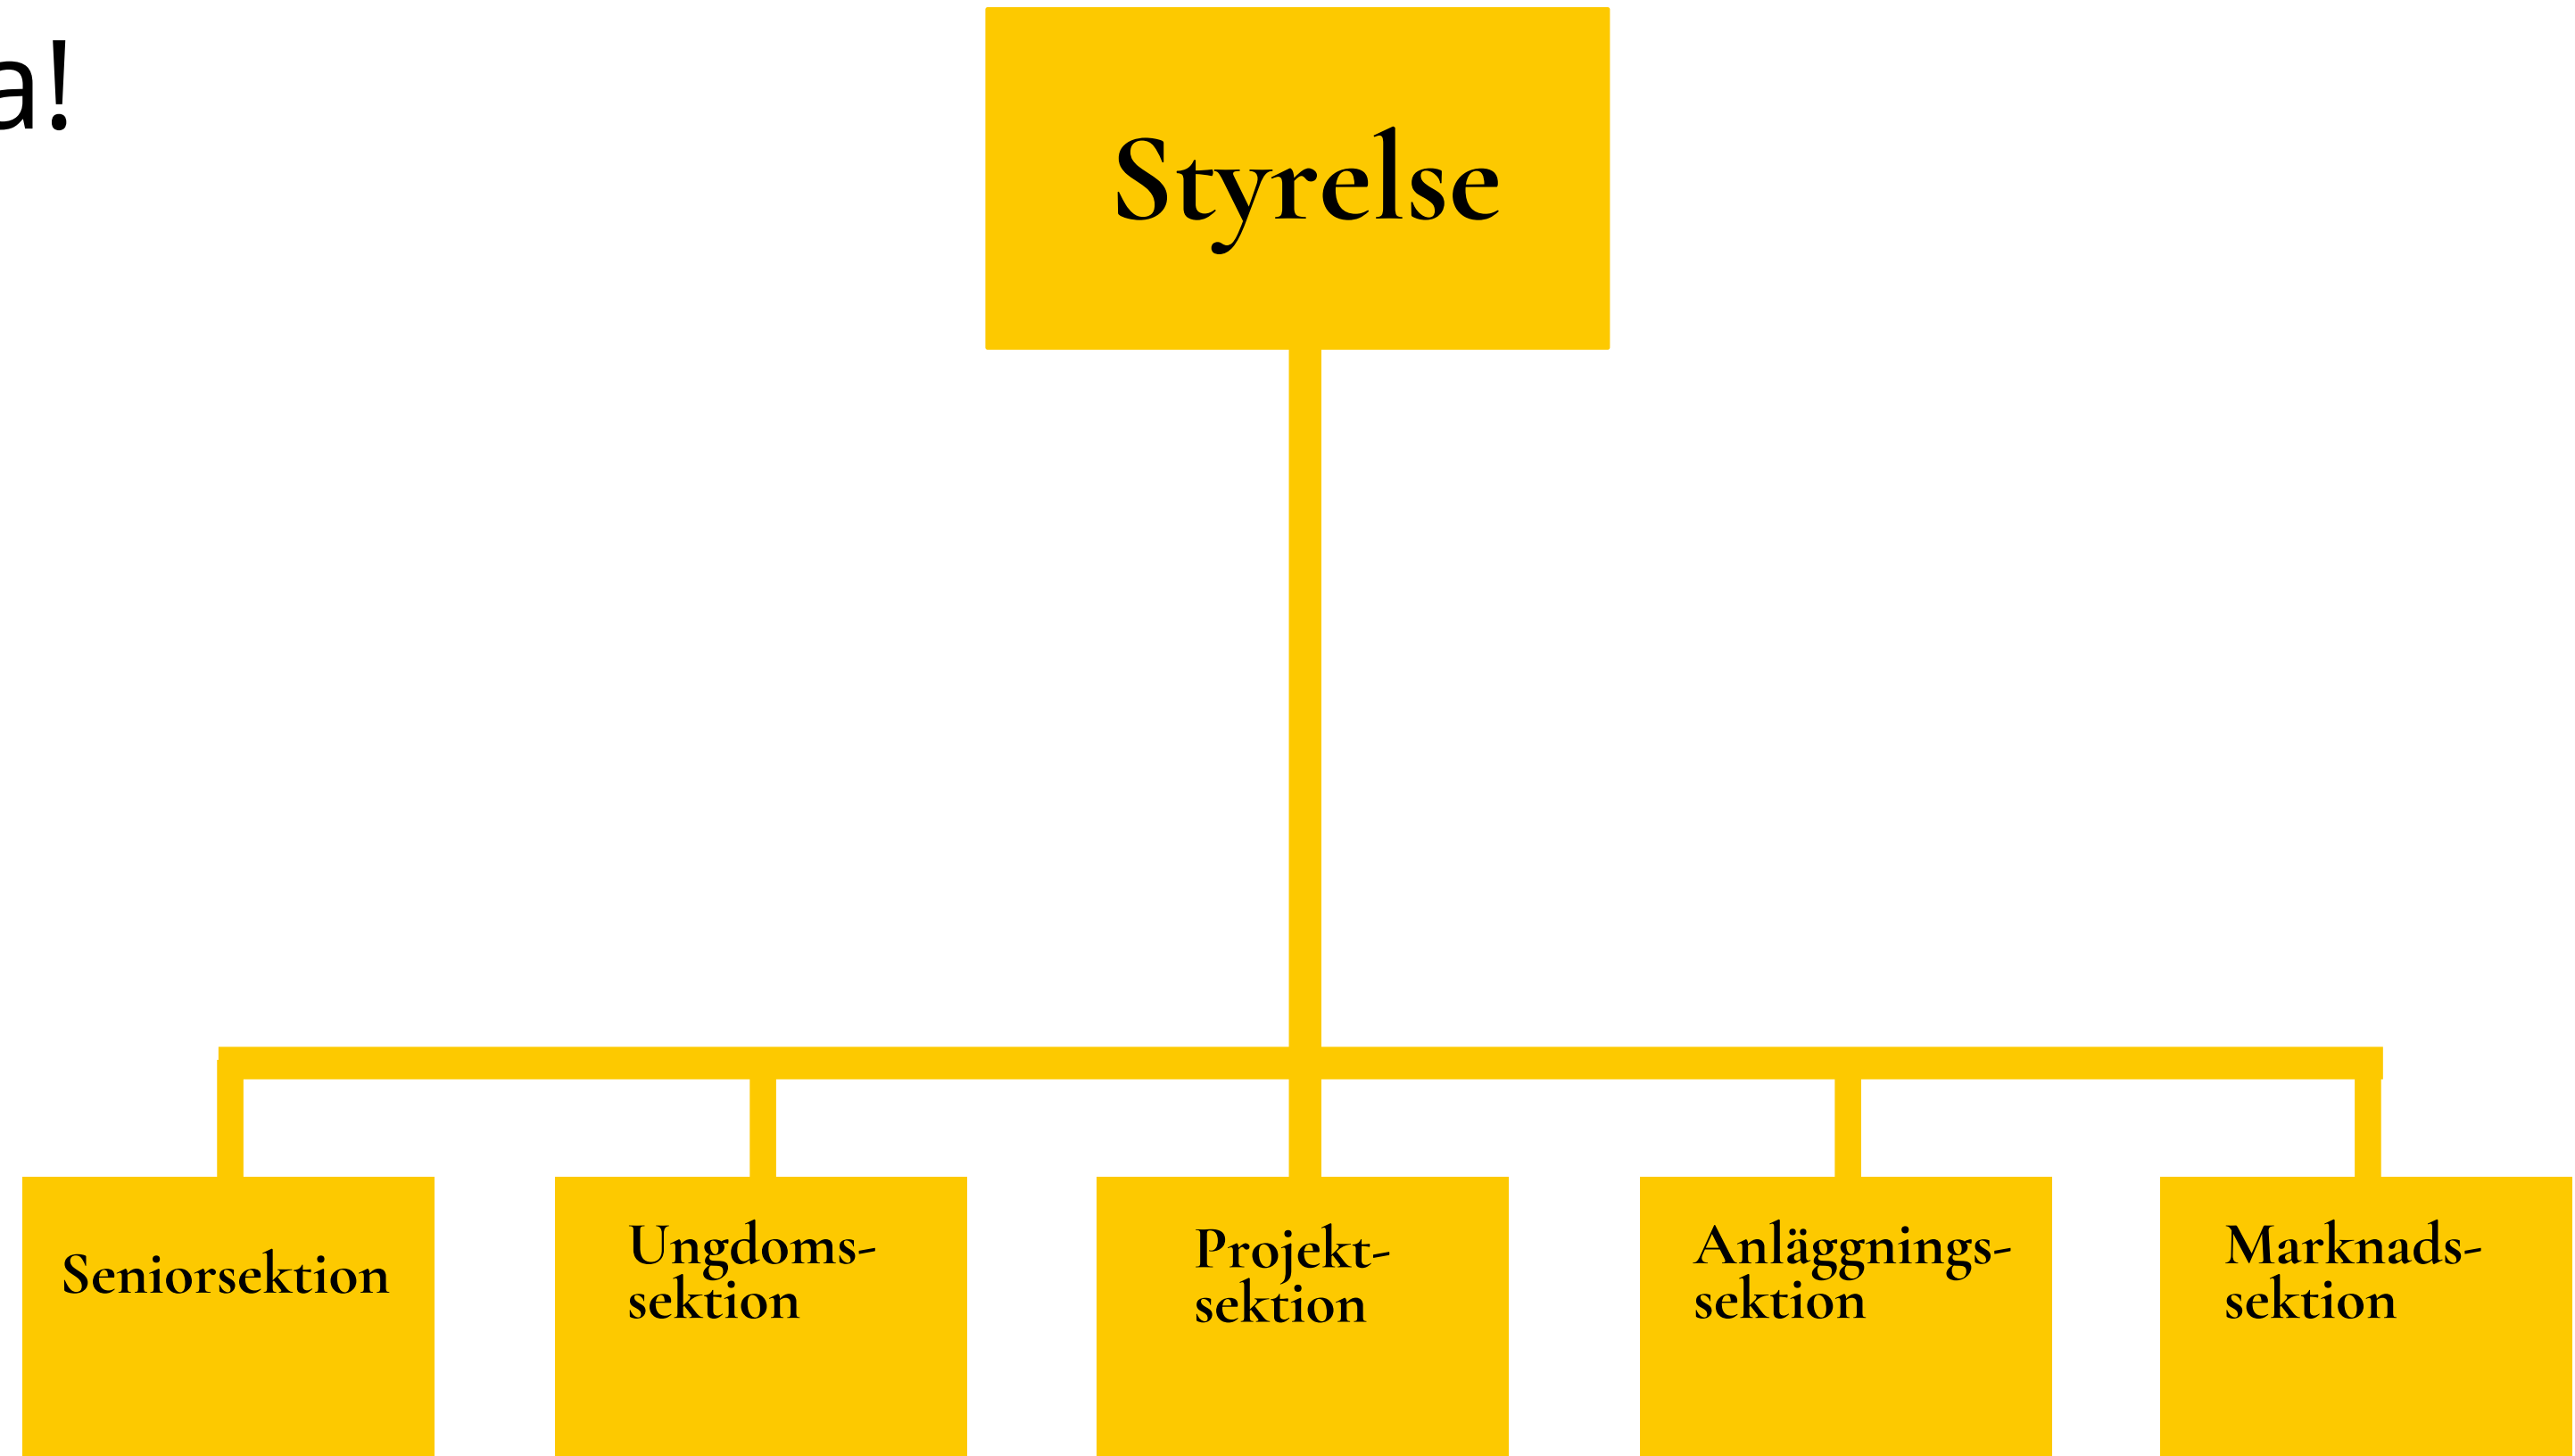 a!
Styrelse
Seniorsektion
Ungdoms-
sektion
Projekt-
sektion
Anläggnings-
sektion
Marknads-
sektion